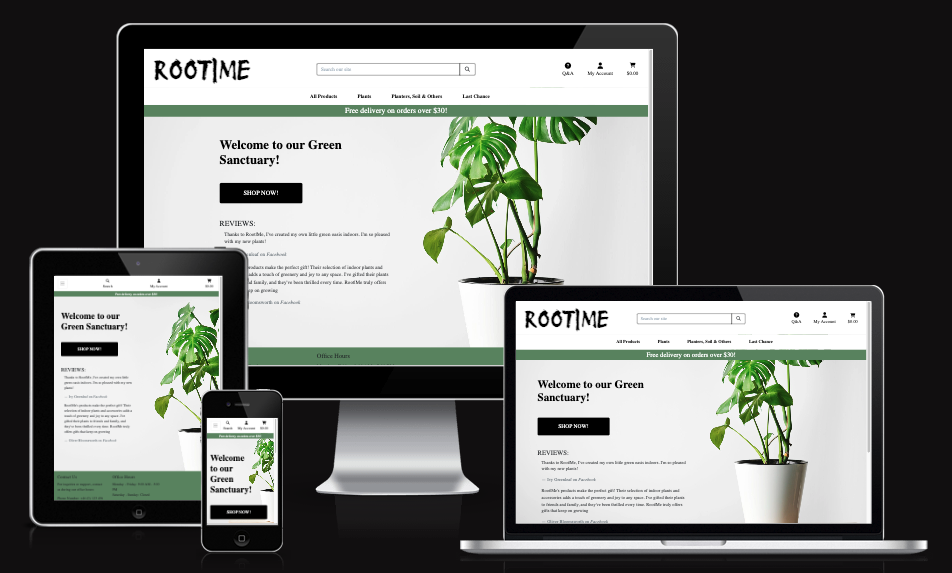 ROOTIME
Search our site
Q&A
My Account
$0.00
All Products
Plants
Planters, Soil & Others
Last Chance
Free delivery on orders over $30!
Welcome to our Green
Sanctuary!
SHOP NOW!
REVIEWS:
Thanks to RootMe, I've created my own little green oasis indoors. I'm so pleased
with my new plants!
on Facebook
products make the perfect gift! Their selection of indoor plants and
adds a touch of greenery and joy to any space. I've gifted their plants
and family, and they've been thrilled every time. RootMe truly offers
keep on growing
on Facebook
Office Hours
Search
My Account
$0.00
Free delivery on orders over $30!
Welcome to our
Green Sanctuary!
SHOP NOW!
REVIEWS:
Thanks to RootMe, I've created my own little
green oasis indoors. I'm so pleased with my new
plants!
— Ivy Greenleaf on Facebook
RootMe's products make the perfect gift! Their
selection of indoor plants and accessories adds a
touch of greenery and joy to any space. I've
gifted their plants to friends and family, and
they've been thrilled every time. RootMe truly
offers gifts that keep on growing
— Oliver Bloomsworth on Facebook
Contact Us
Office Hours
Search
My Account
$0.00
Free delivery on orders over $30!
Welcome
to our
Green
Sanctuary!
SHOP NOW!
ROOTIME
Search our site
Q&A
My Account
$0.00
All Products
Plants
Planters, Soil & Others
Last Chance
Free delivery on orders over $30!
Welcome to our Green
Sanctuary!
SHOP NOW!
REVIEWS:
Thanks to RootMe, I've created my own little green oasis indoors. I'm so pleased
with my new plants!
— Ivy Greenleaf on Facebook
RootMe's products make the perfect gift! Their selection of indoor plants and
accessories adds a touch of greenery and joy to any space. I've gifted their plants
to friends and family, and they've been thrilled every time. RootMe truly offers
gifts that keep on growing
— Oliver Bloomsworth on Facebook